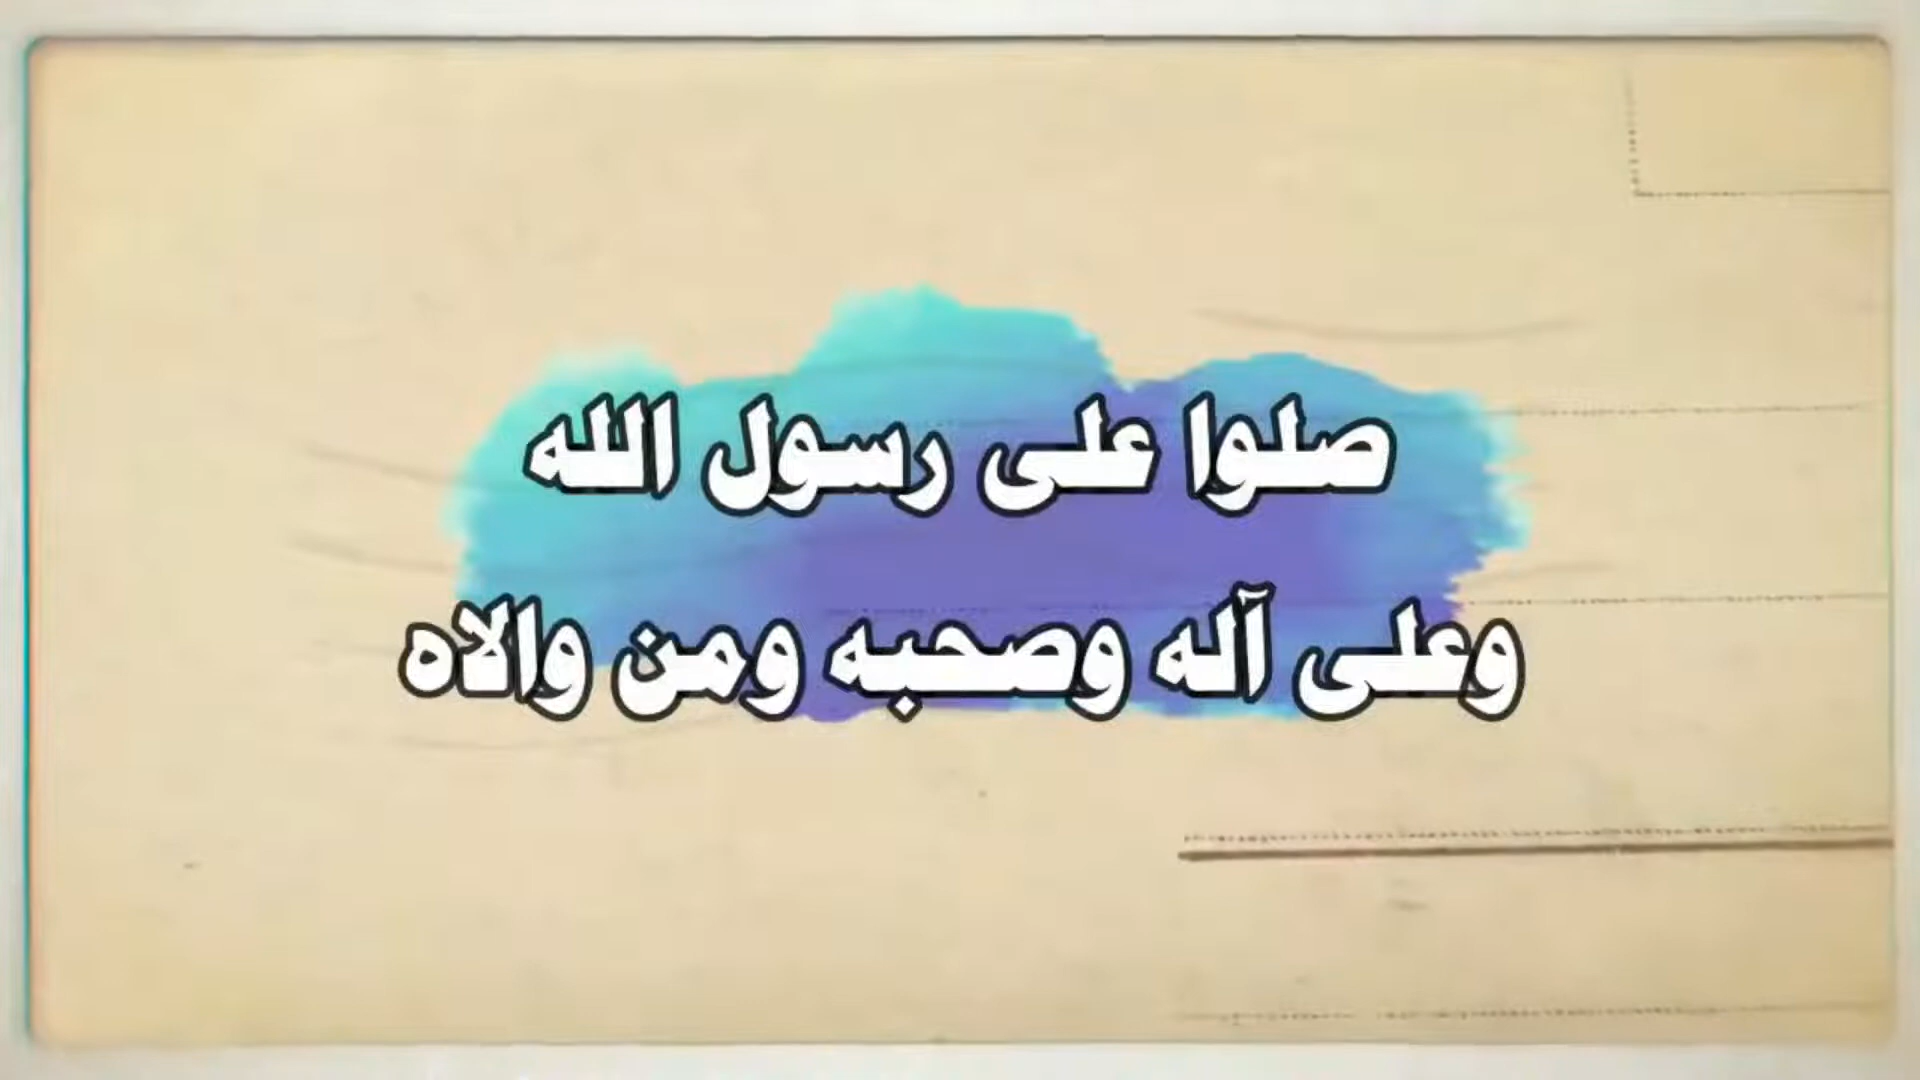 صلوا على رسول الله
وعلى آله وصحبه ومن والاه